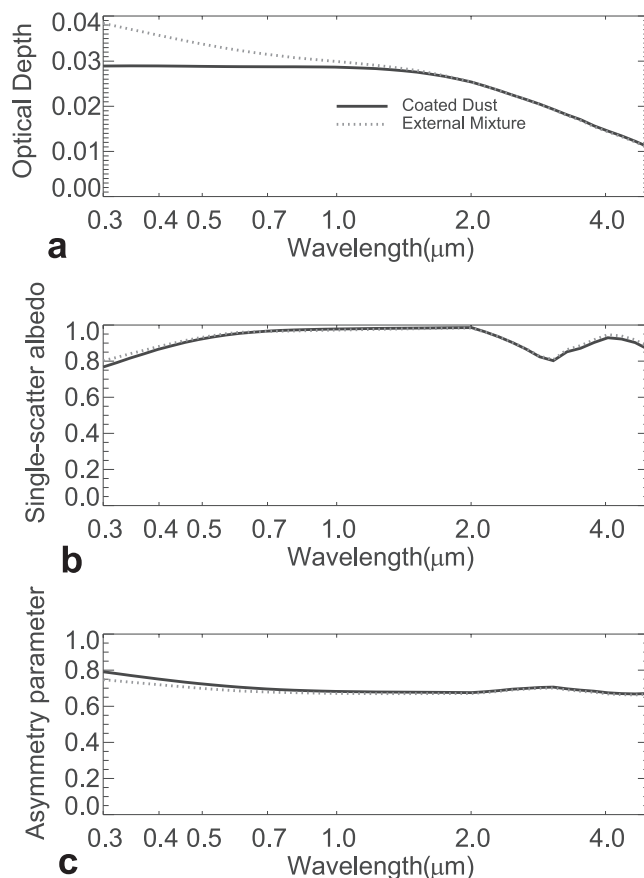 0.04
0.03
0.02
0.01
0.00
Optical Depth
Coated Dust
External Mixture
0.3 0.4 0.5 0.7 1.0 2.0 4.0
Wavelength(μm)
a
1.0
0.8
0.6
0.4
0.2
0.0
Single-scatter albedo
0.3 0.4 0.5 0.7 1.0 2.0 4.0
Wavelength(μm)
b
1.0
0.8
0.6
0.4
0.2
0.0
Asymmetry parameter
0.3 0.4 0.5 0.7 1.0 2.0 4.0
Wavelength(μm)
c